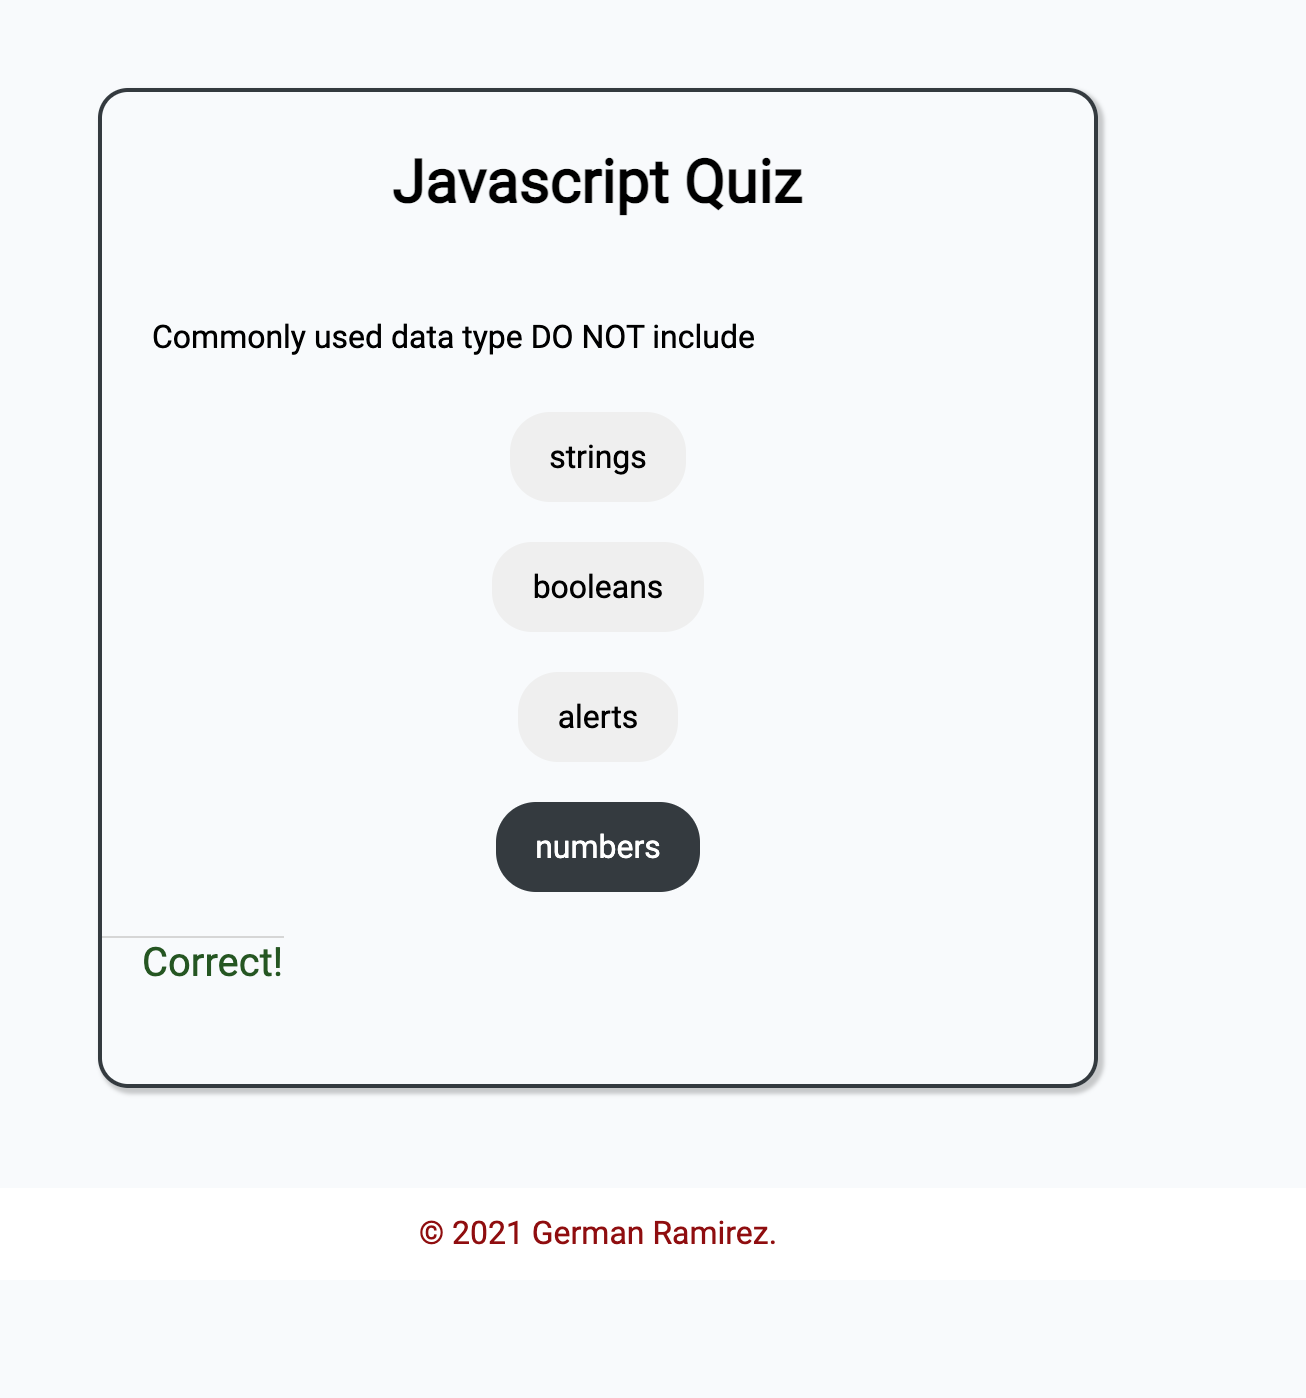 Javascript Quiz
Commonly used data type DO NOT include
strings
booleans
alerts
numbers
Correct!
© 2021 German Ramirez.